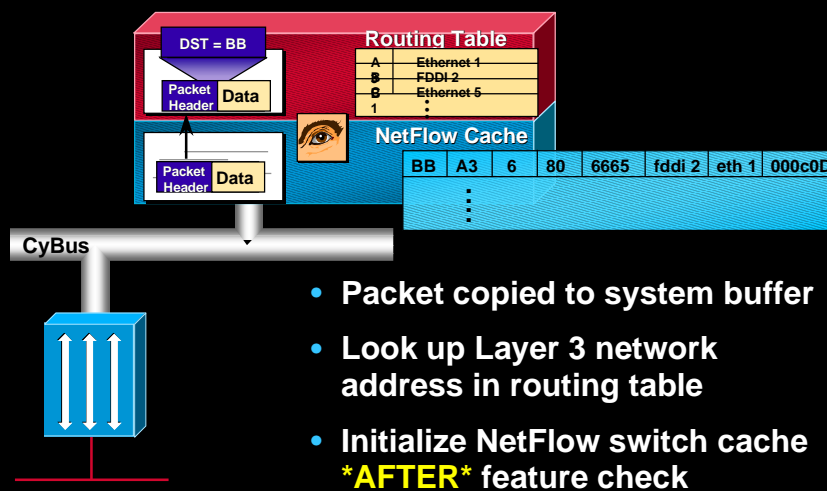 DST = BB
Routing Table
A Ethernet 1
FDDI 2
Ethernet 5
1
Packet
Header
Data
NetFlow Cache
BB A3 6 80 6665 fddi 2 eth 1 000c0D
Packet
Header
Data
CyBus
• Packet copied to system buffer
• Look up Layer 3 network
address in routing table
• Initialize NetFlow switch cache
*AFTER* feature check